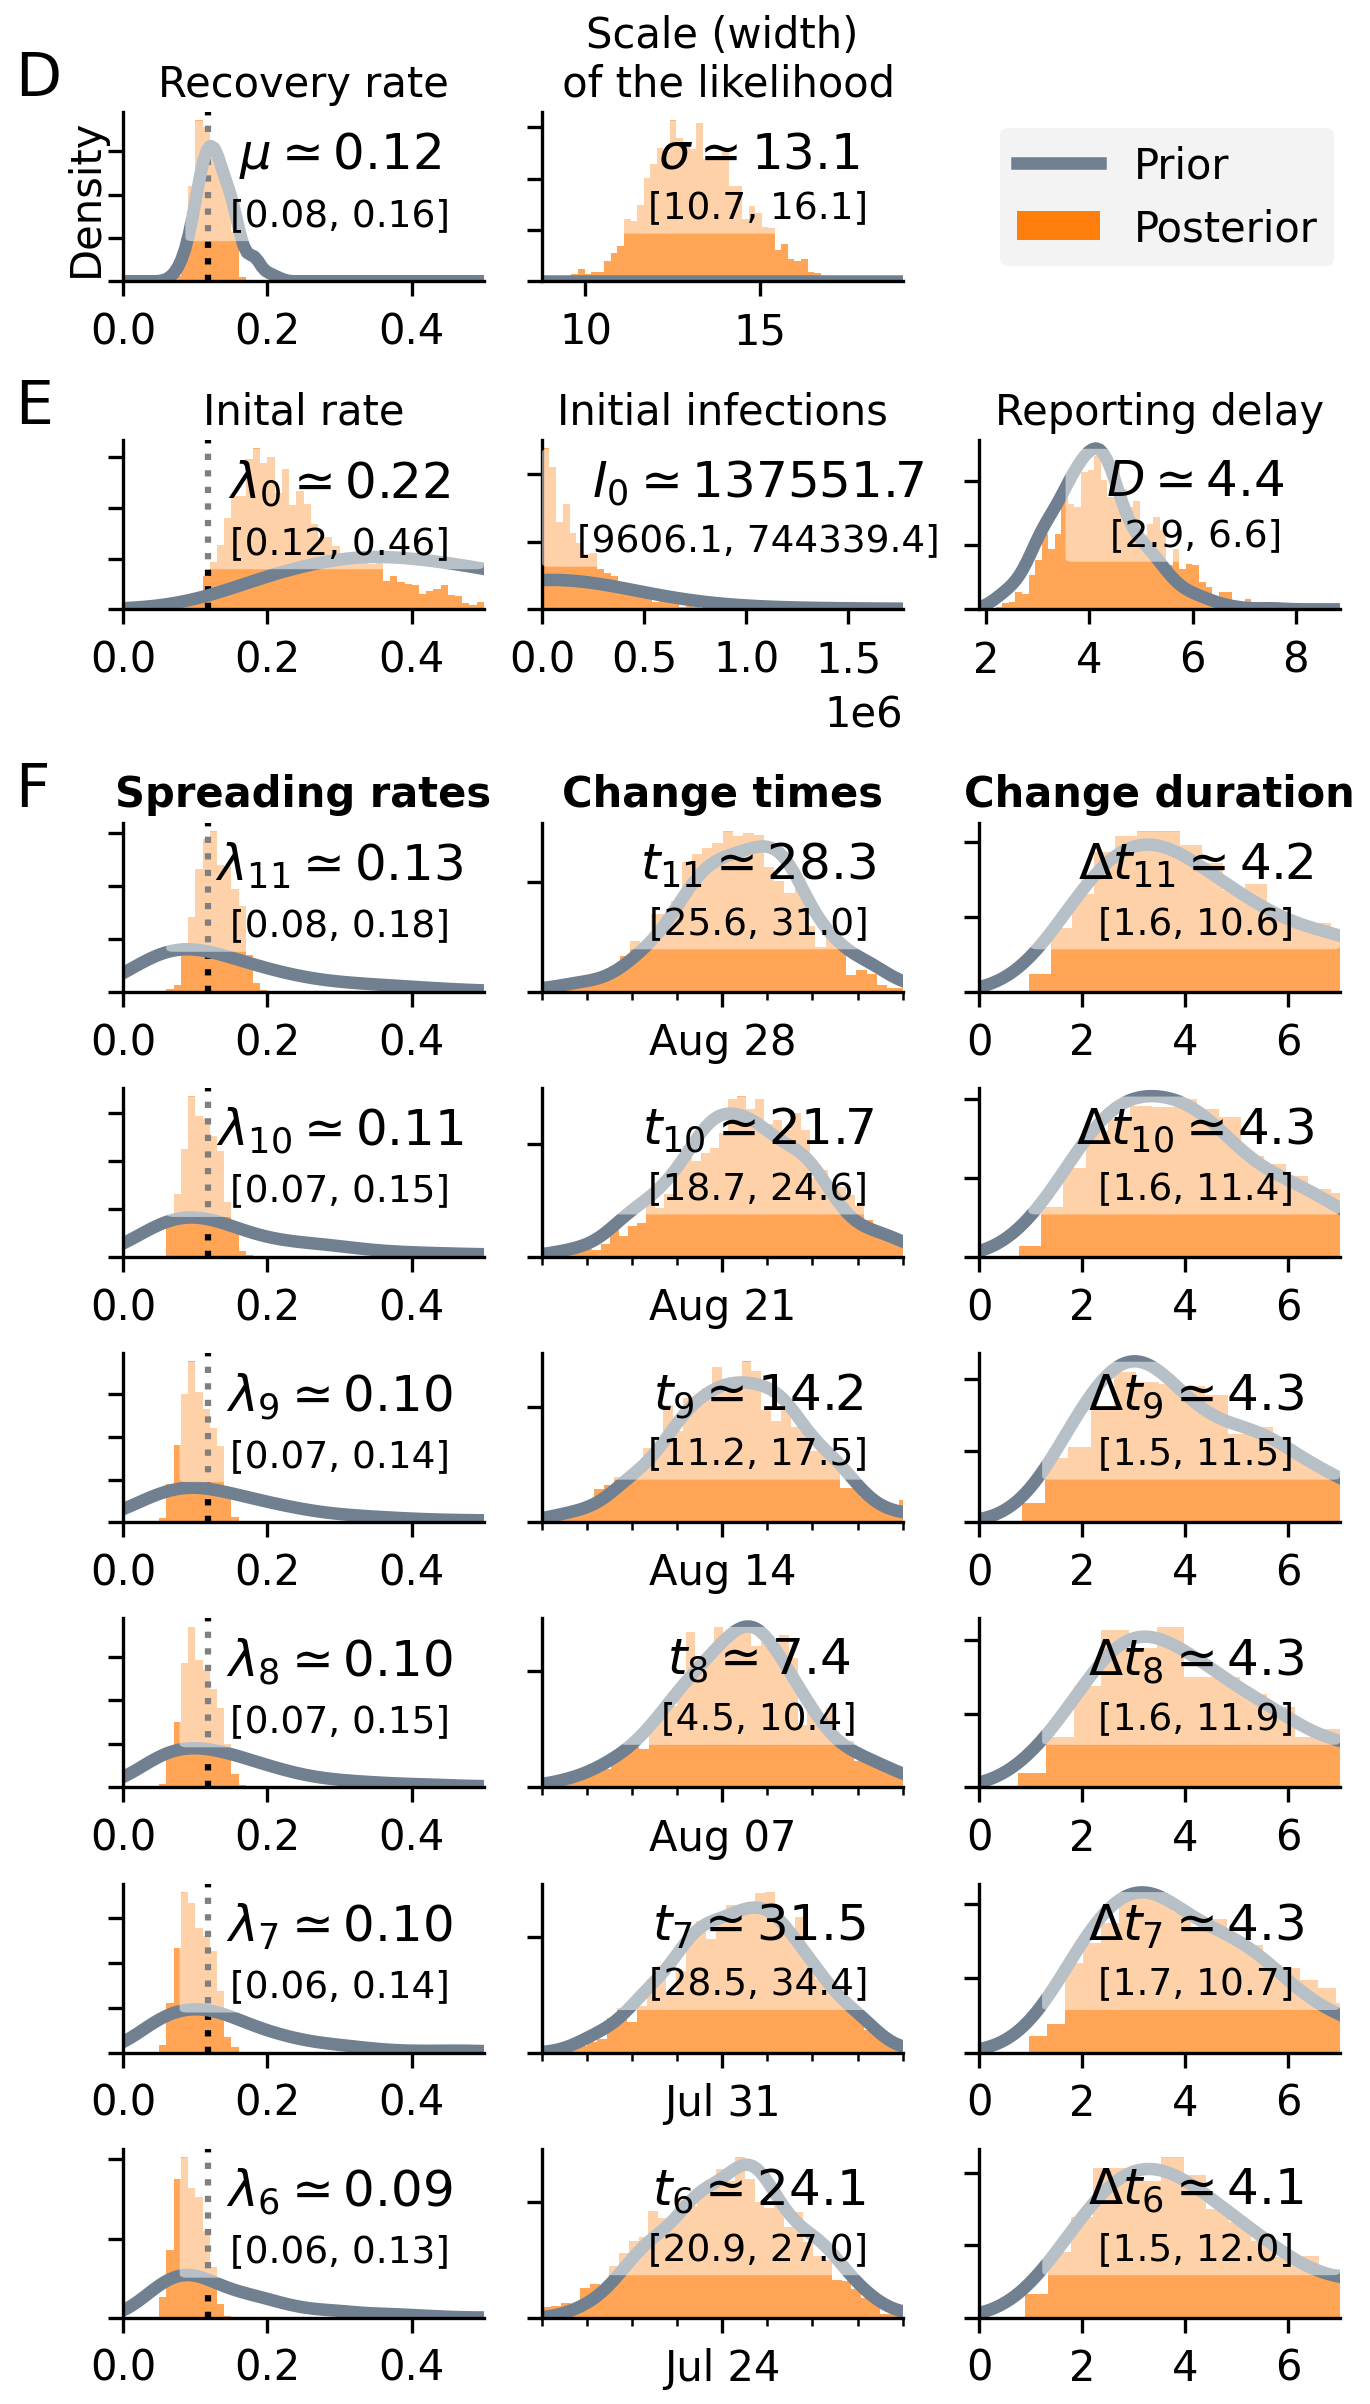 D
Recovery rate
Scale (width)
of the likelihood
Density
μ ≃ 0.12
[0.08, 0.16]
0.0 0.2 0.4
σ ≃ 13.1
[10.7, 16.1]
10 15
Prior
Posterior
E
Inital rate
λ0 ≃ 0.22
[0.12, 0.46]
0.0 0.2 0.4
Initial infections
I0 ≃ 137551.7
[9606.1, 744339.4]
0.0 0.5 1.0 1.5
1e6
Reporting delay
D ≃ 4.4
[2.9, 6.6]
2 4 6 8
F
Spreading rates Change times Change duration
λ11 ≃ 0.13
[0.08, 0.18]
0.0 0.2 0.4
t11 ≃ 28.3
[25.6, 31.0]
Aug 28
Δt11 ≃ 4.2
[1.6, 10.6]
0 2 4 6
λ10 ≃ 0.11
[0.07, 0.15]
0.0 0.2 0.4
t10 ≃ 21.7
[18.7, 24.6]
Aug 21
Δt10 ≃ 4.3
[1.6, 11.4]
0 2 4 6
λ9 ≃ 0.10
[0.07, 0.14]
0.0 0.2 0.4
t9 ≃ 14.2
[11.2, 17.5]
Aug 14
Δt9 ≃ 4.3
[1.5, 11.5]
0 2 4 6
λ8 ≃ 0.10
[0.07, 0.15]
0.0 0.2 0.4
t8 ≃ 7.4
[4.5, 10.4]
Aug 07
Δt8 ≃ 4.3
[1.6, 11.9]
0 2 4 6
λ7 ≃ 0.10
[0.06, 0.14]
0.0 0.2 0.4
t7 ≃ 31.5
[28.5, 34.4]
Jul 31
Δt7 ≃ 4.3
[1.7, 10.7]
0 2 4 6
λ6 ≃ 0.09
[0.06, 0.13]
0.0 0.2 0.4
t6 ≃ 24.1
[20.9, 27.0]
Jul 24
Δt6 ≃ 4.1
[1.5, 12.0]
0 2 4 6